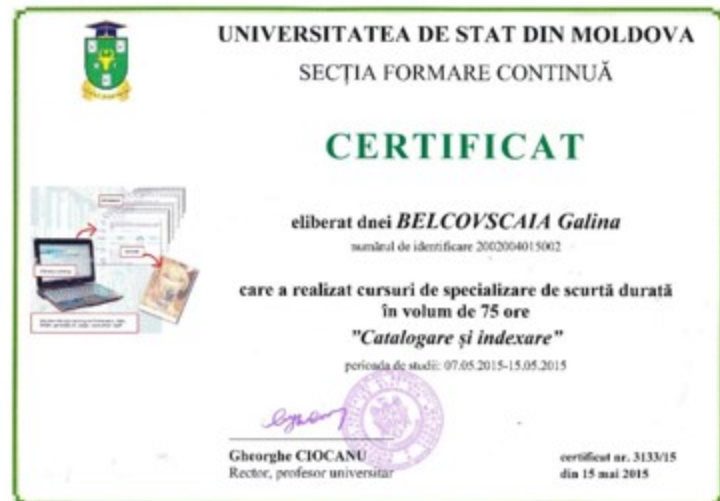 UNIVERSITATEA DE STAT DIN MOLDOVA
SECȚIA FORMARE CONTINUĂ
CERTIFICAT
eliberat dnei BELCOVSCAIA Galina
numărul de identificare 2002004015002
care a realizat cursuri de specializare de scurtă durată
în volum de 75 ore
"Catalogare și indexare"
perioada de studii: 07.05.2015-15.05.2015
Gheorghe CIOCANU
Rector, profesor universitar
certificat nr. 3133/15
din 15 mai 2015